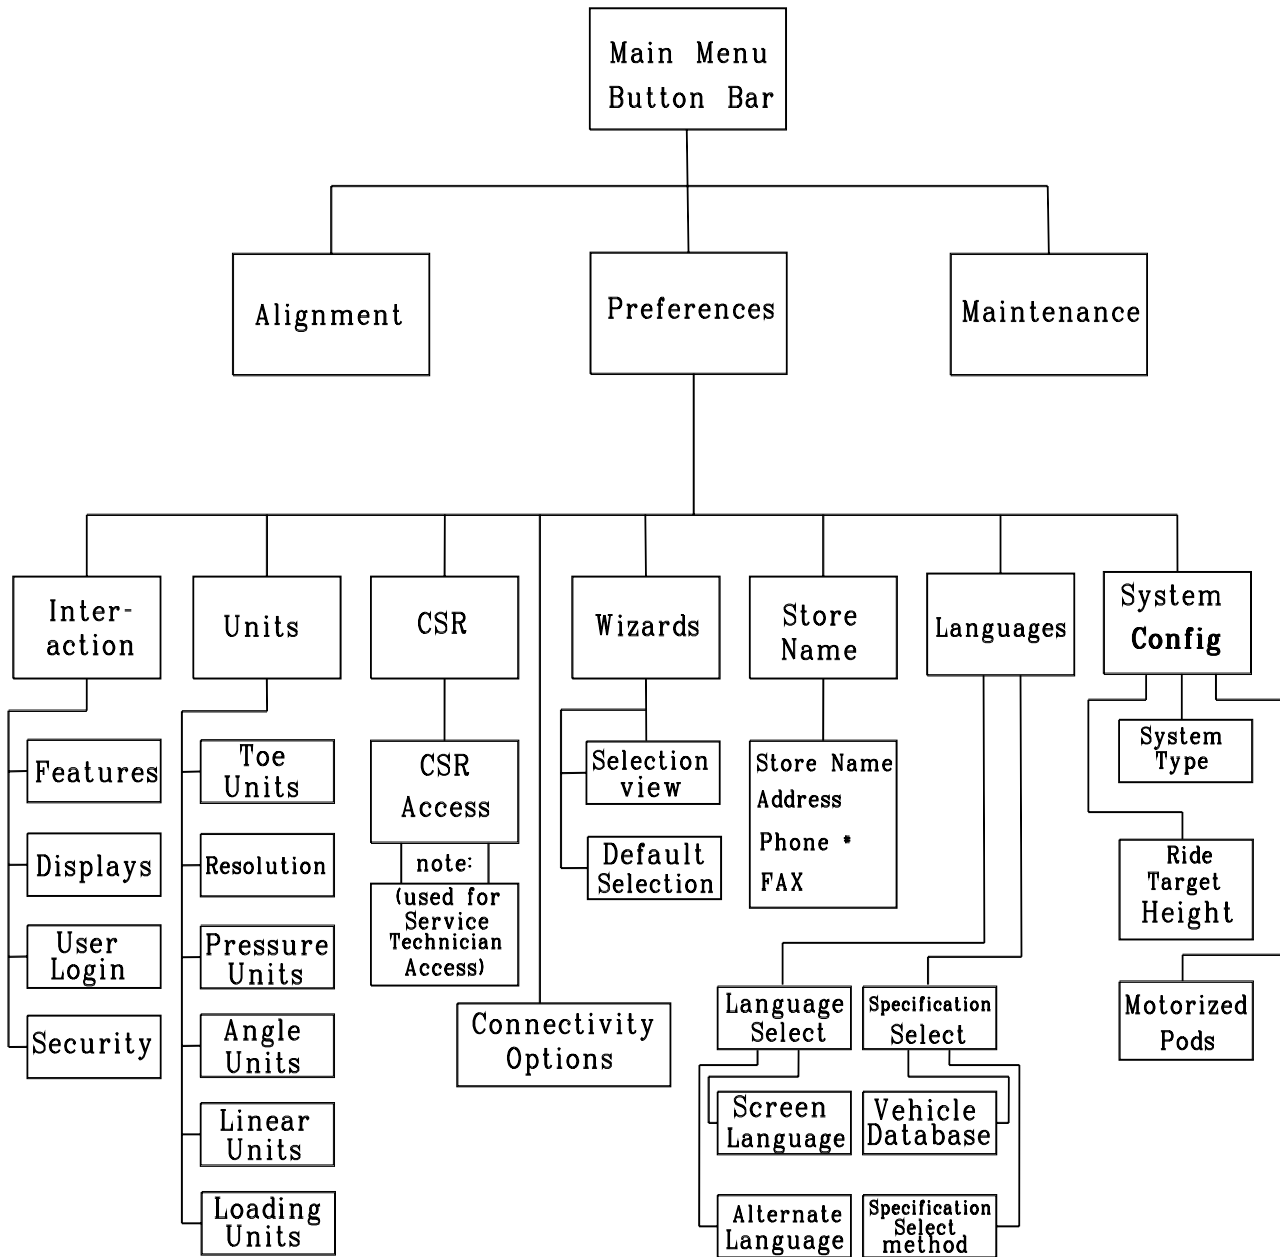 Main Menu
Button Bar
Alignment
Preferences
Maintenance
Inter-
action
Units
CSR
Wizards
Store
Name
Languages
System
Config
Features
Displays
User
Login
Security
Toe
Units
Resolution
Pressure
Units
Angle
Units
Linear
Units
Loading
Units
CSR
Access
note:
(used for
Service
Technician
Access)
Connectivity
Options
Selection
view
Default
Selection
Store Name
Address
Phone *
FAX
Language
Select
Screen
Language
Alternate
Language
Specification
Select
Vehicle
Database
Specification
Select
method
System
Type
Ride
Target
Height
Motorized
Pods